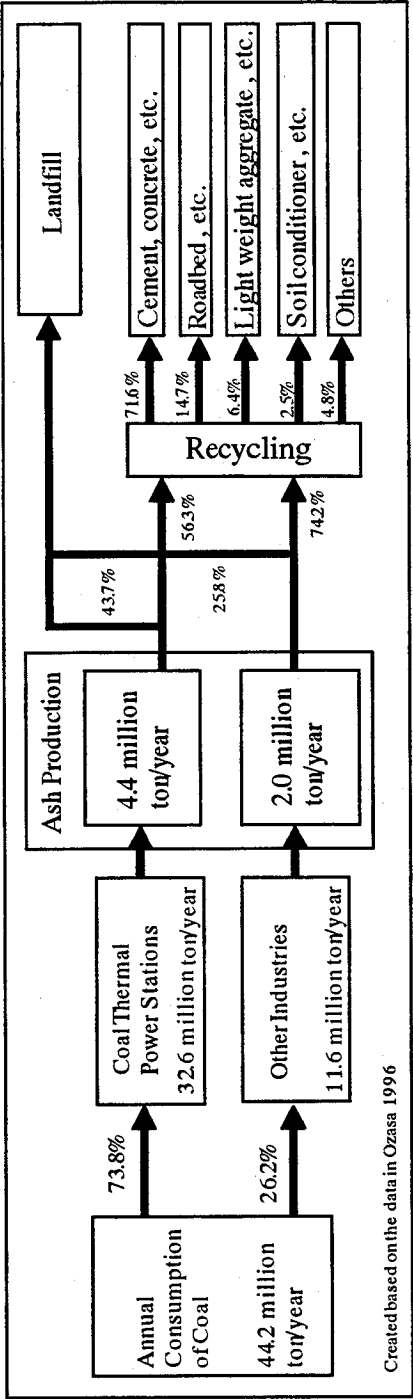 Annual
Consumption
of Coal
44.2 million
ton/year
73.8%
26.2%
Coal Thermal
Power Stations
32.6 million ton/year
Other Industries
11.6 million ton/year
Ash Production
4.4 million
ton/year
2.0 million
ton/year
43.7%
25.8%
56.3%
74.2%
Recycling
71.6%
14.7%
6.4%
2.5%
4.8%
Landfill
Cement, concrete, etc.
Roadbed, etc.
Light weight aggregate, etc.
Soil conditioner, etc.
Others
Created based on the data in Ozasa 1996